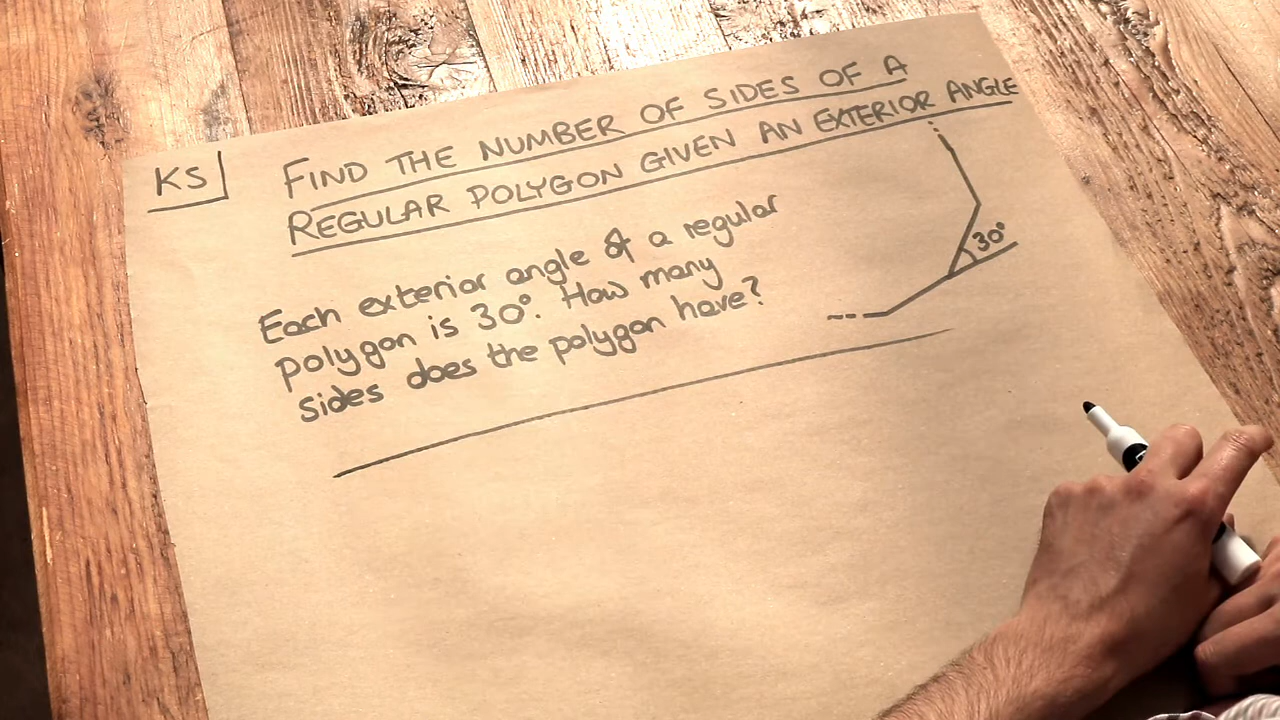 KS
FIND THE NUMBER OF SIDES OF A
REGULAR POLYGON GIVEN AN EXTERIOR ANGLE
Each exterior angle of a regular
polygon is 30°. How many
sides does the polygon have?
30°